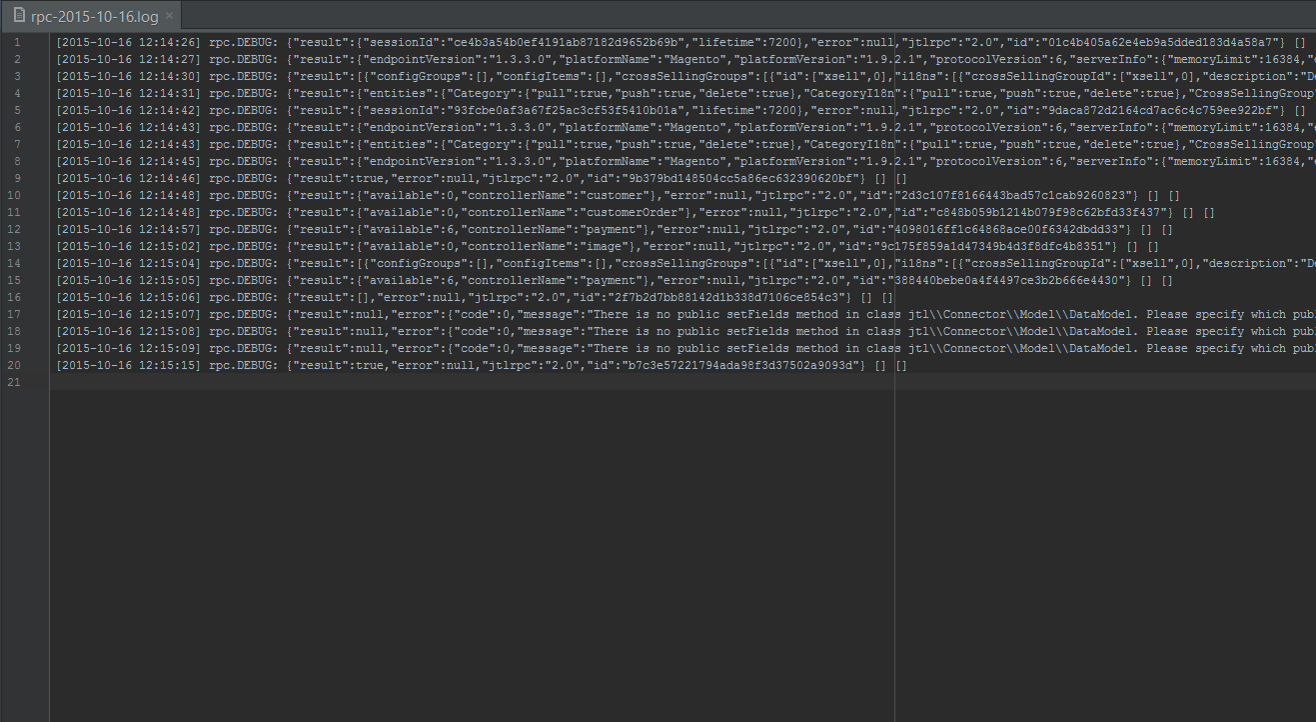 rpc-2015-10-16.log ×
1 [2015-10-16 12:14:26] rpc.DEBUG: {"result":{"sessionId":"ce4b3a54b0ef4191ab87182d9652b69b","lifetime":7200},"error":null,"jtlrpc":"2.0","id":"01c4b405a62e4eb9a5dded183d4a58a7"} []
2 [2015-10-16 12:14:27] rpc.DEBUG: {"result":{"endpointVersion":"1.3.3.0","platformName":"Magento","platformVersion":"1.9.2.1","protocolVersion":6,"serverInfo":{"memoryLimit":16384,"
3 [2015-10-16 12:14:30] rpc.DEBUG: {"result":[{"configGroups":[],"configItems":[],"crossSellingGroups":[{"id":["xsell",0],"i18ns":[{"crossSellingGroupId":["xsell",0],"description":"D
4 [2015-10-16 12:14:31] rpc.DEBUG: {"result":{"entities":{"Category":{"pull":true,"push":true,"delete":true},"CategoryI18n":{"pull":true,"push":true,"delete":true},"CrossSellingGroup"
5 [2015-10-16 12:14:42] rpc.DEBUG: {"result":{"sessionId":"93fcbe0af3a67f25ac3cf53f5410b01a","lifetime":7200},"error":null,"jtlrpc":"2.0","id":"9daca872d2164cd7ac6c4c759ee922bf"} []
6 [2015-10-16 12:14:43] rpc.DEBUG: {"result":{"endpointVersion":"1.3.3.0","platformName":"Magento","platformVersion":"1.9.2.1","protocolVersion":6,"serverInfo":{"memoryLimit":16384,"
7 [2015-10-16 12:14:43] rpc.DEBUG: {"result":{"entities":{"Category":{"pull":true,"push":true,"delete":true},"CategoryI18n":{"pull":true,"push":true,"delete":true},"CrossSellingGroup"
8 [2015-10-16 12:14:45] rpc.DEBUG: {"result":{"endpointVersion":"1.3.3.0","platformName":"Magento","platformVersion":"1.9.2.1","protocolVersion":6,"serverInfo":{"memoryLimit":16384,"
9 [2015-10-16 12:14:46] rpc.DEBUG: {"result":true,"error":null,"jtlrpc":"2.0","id":"9b379bd148504cc5a86ec632390620bf"} [] []
10 [2015-10-16 12:14:48] rpc.DEBUG: {"result":{"available":0,"controllerName":"customer"},"error":null,"jtlrpc":"2.0","id":"2d3c107f8166443bad57c1cab9260823"} [] []
11 [2015-10-16 12:14:48] rpc.DEBUG: {"result":{"available":0,"controllerName":"customerOrder"},"error":null,"jtlrpc":"2.0","id":"c848b059b1214b079f98c62bfd33f437"} [] []
12 [2015-10-16 12:14:57] rpc.DEBUG: {"result":{"available":6,"controllerName":"payment"},"error":null,"jtlrpc":"2.0","id":"4098016ff1c64868ace00f6342dbdd33"} [] []
13 [2015-10-16 12:15:02] rpc.DEBUG: {"result":{"available":0,"controllerName":"image"},"error":null,"jtlrpc":"2.0","id":"9c175f859a1d47349b4d3f8dfc4b8351"} [] []
14 [2015-10-16 12:15:04] rpc.DEBUG: {"result":[{"configGroups":[],"configItems":[],"crossSellingGroups":[{"id":["xsell",0],"i18ns":[{"crossSellingGroupId":["xsell",0],"description":"D
15 [2015-10-16 12:15:05] rpc.DEBUG: {"result":{"available":6,"controllerName":"payment"},"error":null,"jtlrpc":"2.0","id":"388440bebe0a4f4497ce3b2b666e4430"} [] []
16 [2015-10-16 12:15:06] rpc.DEBUG: {"result":[],"error":null,"jtlrpc":"2.0","id":"2f7b2d7bb88142d1b338d7106ce854c3"} [] []
17 [2015-10-16 12:15:07] rpc.DEBUG: {"result":null,"error":{"code":0,"message":"There is no public setFields method in class jtl\\Connector\\Model\\DataModel. Please specify which pub
18 [2015-10-16 12:15:08] rpc.DEBUG: {"result":null,"error":{"code":0,"message":"There is no public setFields method in class jtl\\Connector\\Model\\DataModel. Please specify which pub
19 [2015-10-16 12:15:09] rpc.DEBUG: {"result":null,"error":{"code":0,"message":"There is no public setFields method in class jtl\\Connector\\Model\\DataModel. Please specify which pub
20 [2015-10-16 12:15:15] rpc.DEBUG: {"result":true,"error":null,"jtlrpc":"2.0","id":"b7c3e57221794ada98f3d37502a9093d"} [] []
21